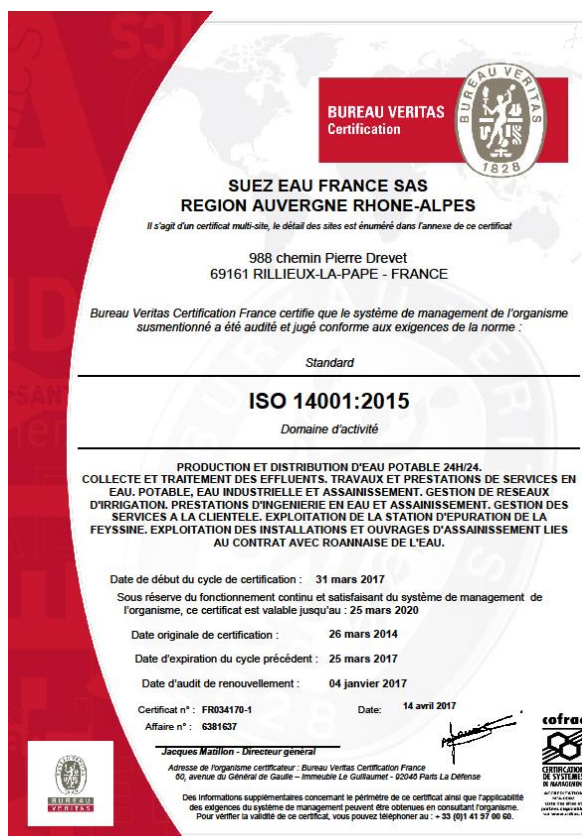 BUREAU VERITAS
Certification
BUREAU VERITAS
1828
SUEZ EAU FRANCE SAS
REGION AUVERGNE RHONE-ALPES
Il s'agit d'un certificat multi-site, le détail des sites est énuméré dans l'annexe de ce certificat
988 chemin Pierre Drevet
69161 RILLIEUX-LA-PAPE - FRANCE
Bureau Veritas Certification France certifie que le système de management de l'organisme
susmentionné a été audité et jugé conforme aux exigences de la norme :
Standard
ISO 14001:2015
Domaine d'activité
PRODUCTION ET DISTRIBUTION D'EAU POTABLE 24H/24.
COLLECTE ET TRAITEMENT DES EFFLUENTS. TRAVAUX ET PRESTATIONS DE SERVICES EN
EAU. POTABLE, EAU INDUSTRIELLE ET ASSAINISSEMENT. GESTION DE RESEAUX
D'IRRIGATION. PRESTATIONS D'INGENIERIE EN EAU ET ASSAINISSEMENT. GESTION DES
SERVICES A LA CLIENTELE. EXPLOITATION DE LA STATION D'EPURATION DE LA
FEYSSINE. EXPLOITATION DES INSTALLATIONS ET OUVRAGES D'ASSAINISSEMENT LIES
AU CONTRAT AVEC ROANNAISE DE L'EAU.
Date de début du cycle de certification : 31 mars 2017
Sous réserve du fonctionnement continu et satisfaisant du système de management de
l'organisme, ce certificat est valable jusqu'au : 25 mars 2020
Date originale de certification : 26 mars 2014
Date d'expiration du cycle précédent : 25 mars 2017
Date d'audit de renouvellement : 04 janvier 2017
Certificat n° : FR034170-1 Date: 14 avril 2017
Affaire n° : 6381637
Jacques Matillon - Directeur général
Adresse de l'organisme certificateur : Bureau Veritas Certification France
60, avenue du Général de Gaulle – Immeuble Le Guillaumet - 92046 Paris La Défense
Des informations supplémentaires concernant le périmètre de ce certificat ainsi que l'applicabilité
des exigences du système de management peuvent être obtenues en consultant l'organisme.
Pour vérifier la validité de ce certificat, vous pouvez téléphoner au : + 33 (0)1 41 97 00 60.
BUREAU
VERITAS
cofrac
CERTIFICATION
DE SYSTEMES
DE MANAGEMENT